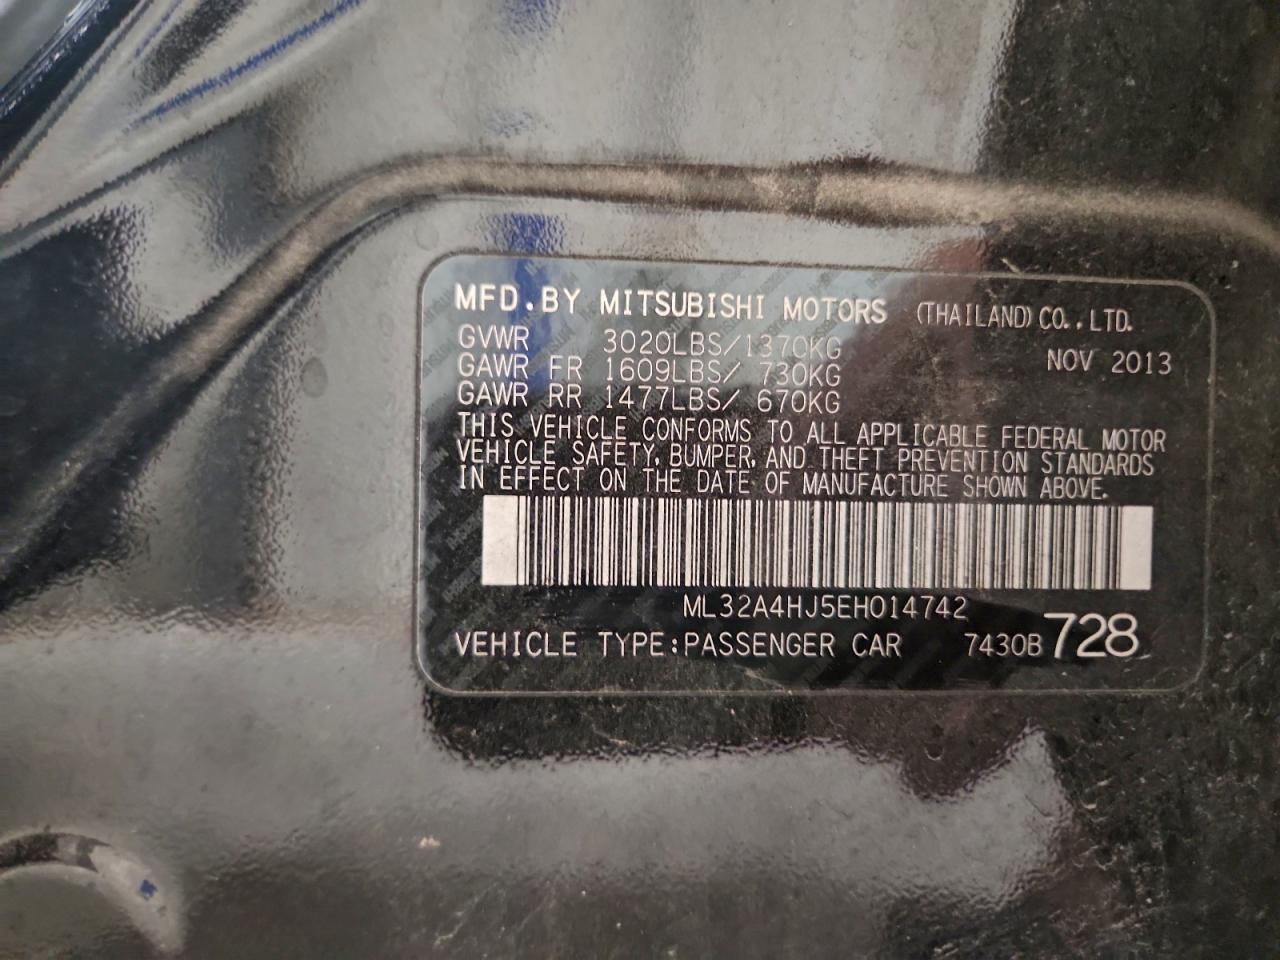 MFD.BY MITSUBISHI MOTORS (THAILAND)CO.,LTD.
GVWR 3020LBS/1370KG NOV 2013
GAWR FR 1609LBS/ 730KG
GAWR RR 1477LBS/ 670KG
THIS VEHICLE CONFORMS TO ALL APPLICABLE FEDERAL MOTOR
VEHICLE SAFETY, BUMPER, AND THEFT PREVENTION STANDARDS
IN EFFECT ON THE DATE OF MANUFACTURE SHOWN ABOVE.
ML32A4HJ5EH014742
VEHICLE TYPE:PASSENGER CAR 7430B 728